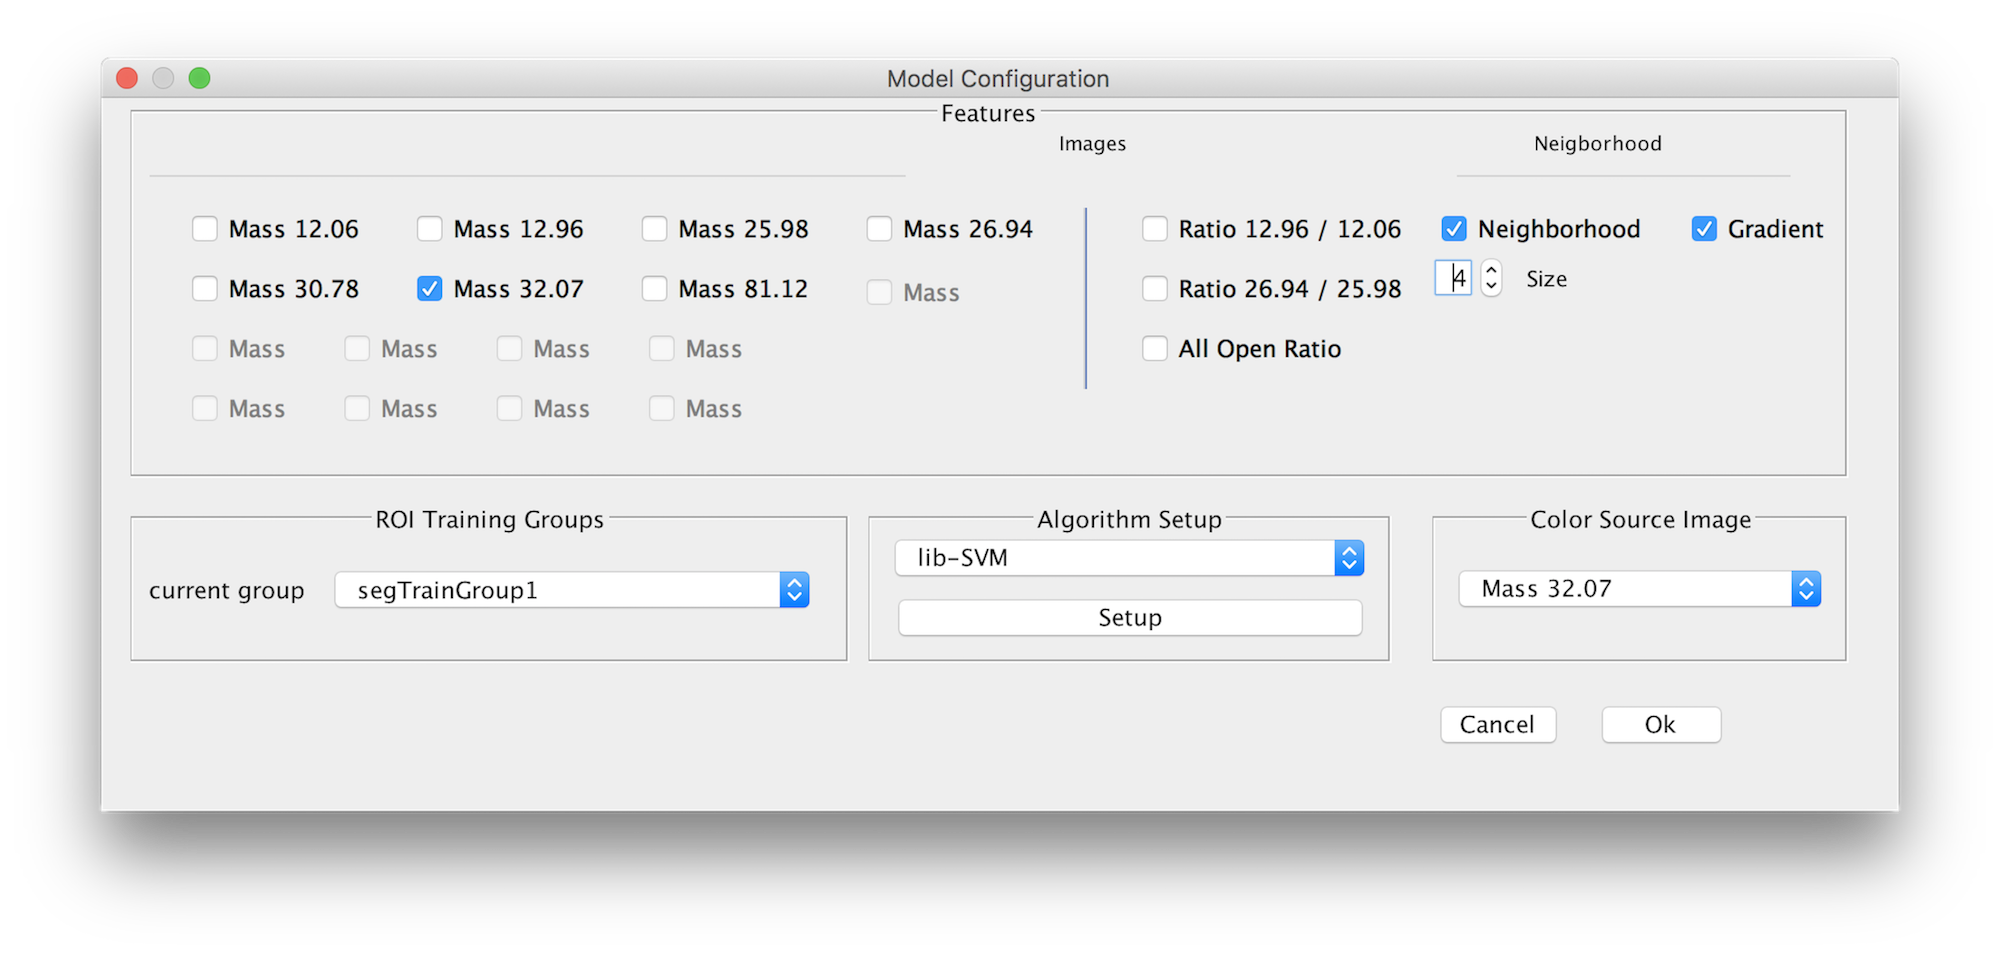 Model Configuration
Features
Images
Neigborhood
Mass 12.06 Mass 12.96 Mass 25.98 Mass 26.94 Ratio 12.96 / 12.06 Neighborhood Gradient
4 Size
Mass 30.78 Mass 32.07 Mass 81.12 Mass Ratio 26.94 / 25.98
Mass Mass Mass Mass All Open Ratio
Mass Mass Mass Mass
ROI Training Groups
current group segTrainGroup1
Algorithm Setup
lib-SVM
Setup
Color Source Image
Mass 32.07
Cancel Ok